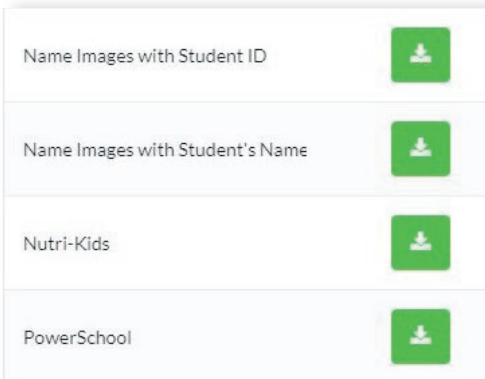 Name Images with Student ID
Name Images with Student's Name
Nutri-Kids
PowerSchool